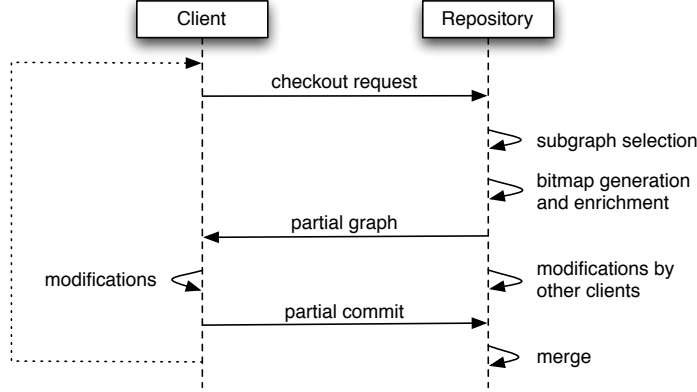 Client
Repository
checkout request
subgraph selection
bitmap generation
and enrichment
partial graph
modifications
modifications by
other clients
partial commit
merge